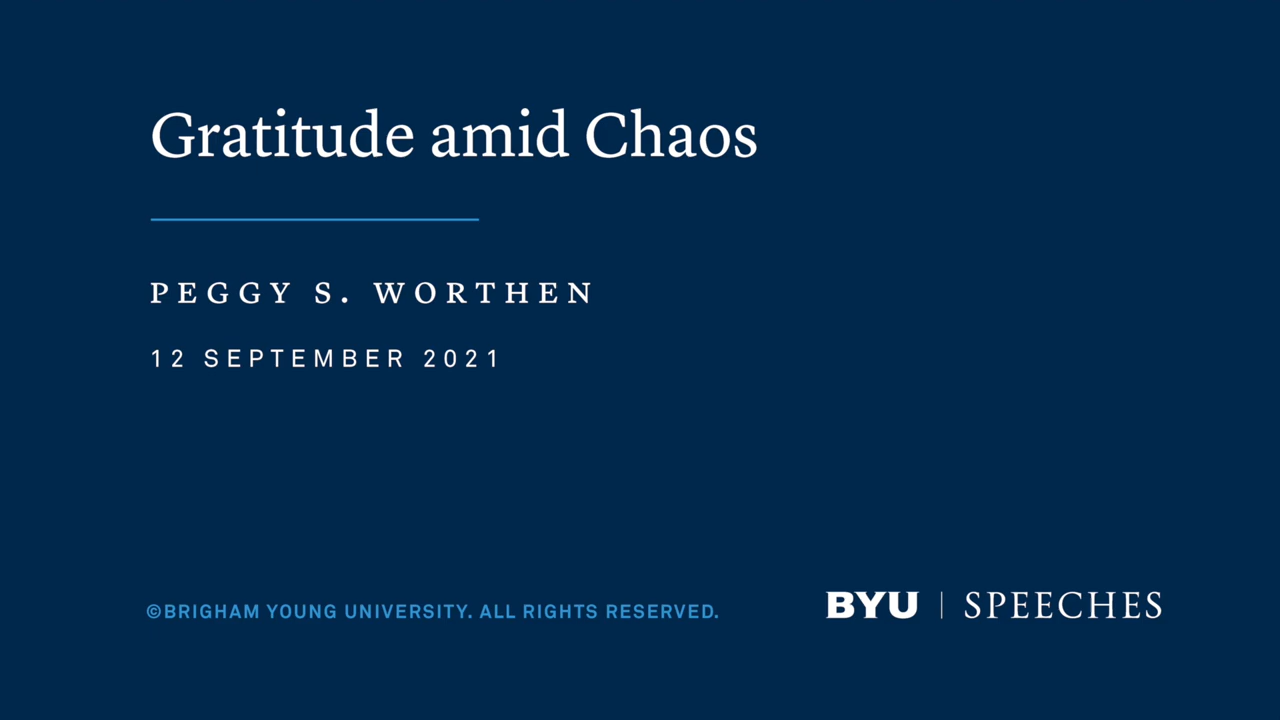 Gratitude amid Chaos
PEGGY S. WORTHEN
12 SEPTEMBER 2021
©BRIGHAM YOUNG UNIVERSITY. ALL RIGHTS RESERVED.
BYU | SPEECHES